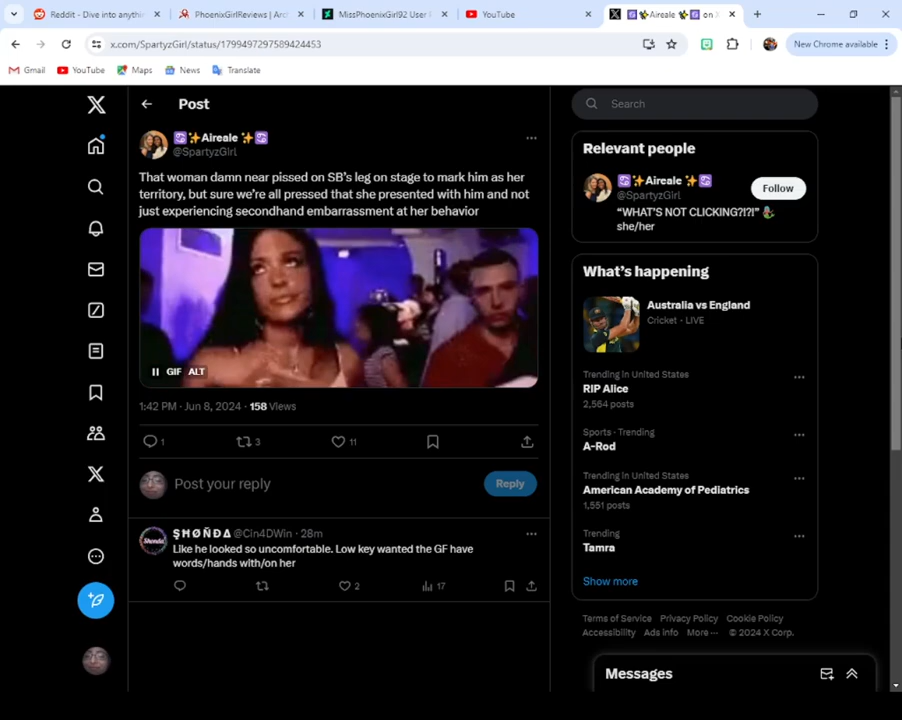 Reddit - Dive into anythin
PhoenixGirlReviews | Arc
MissPhoenixGirl92 User P
YouTube
♋✨Aireale ✨♋ on X
x.com/SpartyzGirl/status/1799497297589424453
New Chrome available
Gmail
YouTube
Maps
News
Translate
Post
♋✨Aireale ✨♋
@SpartyzGirl
That woman damn near pissed on SB's leg on stage to mark him as her
territory, but sure we're all pressed that she presented with him and not
just experiencing secondhand embarrassment at her behavior
GIF ALT
1:42 PM · Jun 8, 2024 · 158 Views
1 3 11
Post your reply
Reply
@Cin4DWin · 28m
Shonda
Like he looked so uncomfortable. Low key wanted the GF have
words/hands with/on her
2 17
Search
Relevant people
♋✨Aireale ✨♋
@SpartyzGirl
Follow
“WHAT'S NOT CLICKING?!?!”
she/her
What's happening
Australia vs England
Cricket · LIVE
Trending in United States
RIP Alice
2,564 posts
Sports · Trending
A-Rod
Trending in United States
American Academy of Pediatrics
1,551 posts
Trending
Tamra
Show more
Terms of Service Privacy Policy Cookie Policy
Accessibility Ads info More ··· © 2024 X Corp.
Messages